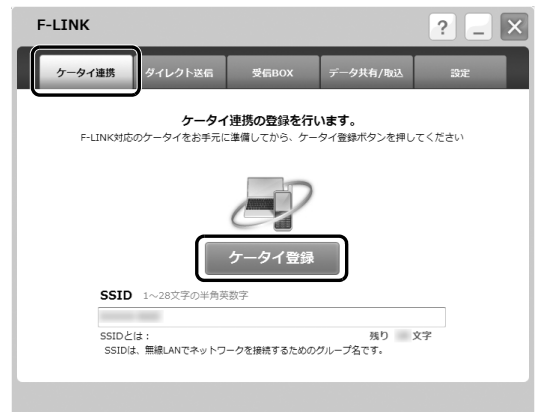 F-LINK
?
ケータイ連携 ダイレクト送信 受信BOX データ共有/取込 設定
ケータイ連携の登録を行います。
F-LINK対応のケータイをお手元に準備してから、ケータイ登録ボタンを押してください
ケータイ登録
SSID 1~28文字の半角英数字
SSIDとは: 残り 文字
SSIDは、無線LANでネットワークを接続するためのグループ名です。